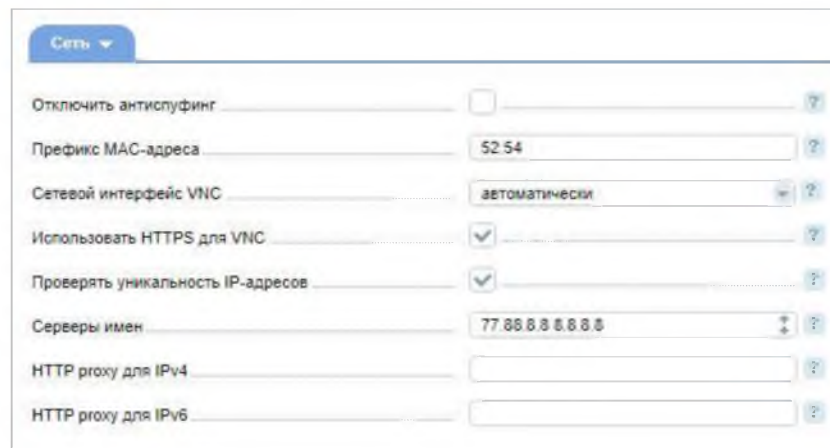 Сеть
Отключить антиспуфинг ?
Префикс MAC-адреса 52:54 ?
Сетевой интерфейс VNC автоматически ?
Использовать HTTPS для VNC ?
Проверять уникальность IP-адресов ?
Серверы имен 77.88.8.8 8.8.8.8 ?
HTTP proxy для IPv4 ?
HTTP proxy для IPv6 ?